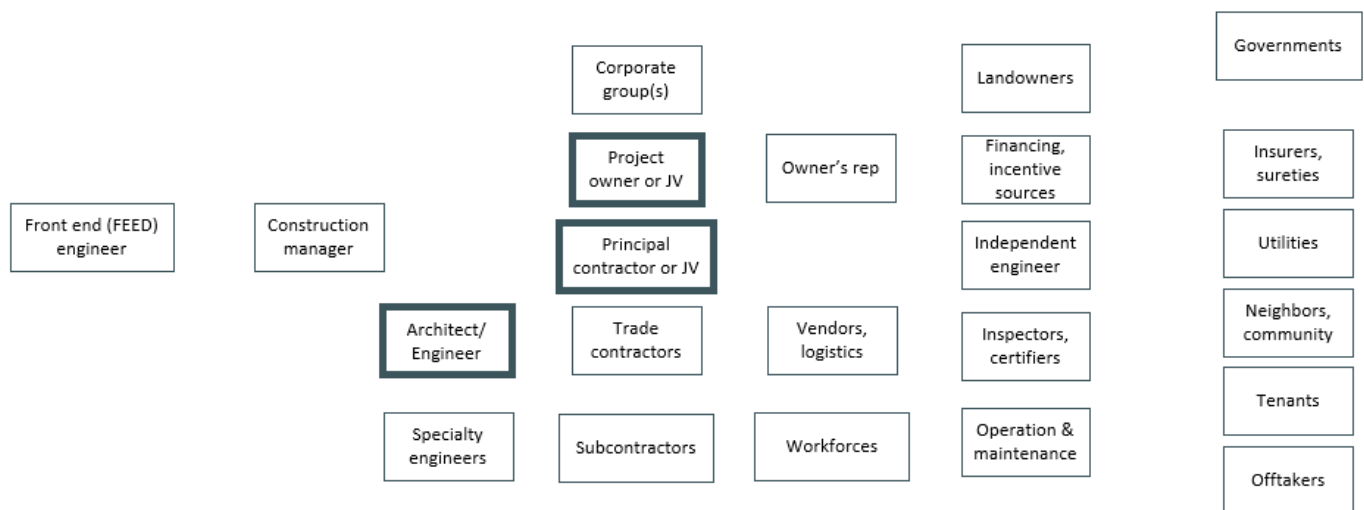 Governments
Corporate
group(s)
Landowners
Project
owner or JV
Owner's rep
Financing,
incentive
sources
Insurers,
sureties
Front end (FEED)
engineer
Construction
manager
Principal
contractor or JV
Independent
engineer
Utilities
Architect/
Engineer
Trade
contractors
Vendors,
logistics
Inspectors,
certifiers
Neighbors,
community
Tenants
Specialty
engineers
Subcontractors
Workforces
Operation &
maintenance
Offtakers